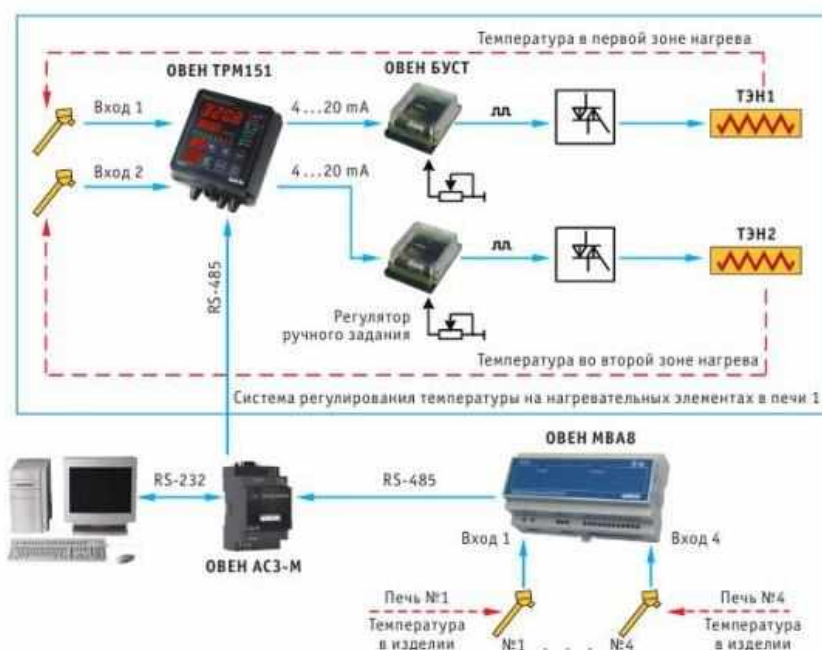 Температура в первой зоне нагрева
ОВЕН ТРМ151
ОВЕН БУСТ
ТЭН1
Вход 1
4...20 mA
Вход 2
4...20 mA
ТЭН2
RS-485
Регулятор
ручного задания
Температура во второй зоне нагрева
Система регулирования температуры на нагревательных элементах в печи 1
ОВЕН МВА8
RS-232
RS-485
ОВЕН АС3-М
Вход 1
Вход 4
Печь №1
Температура
в изделии
№1 . . . №4
Печь №4
Температура
в изделии